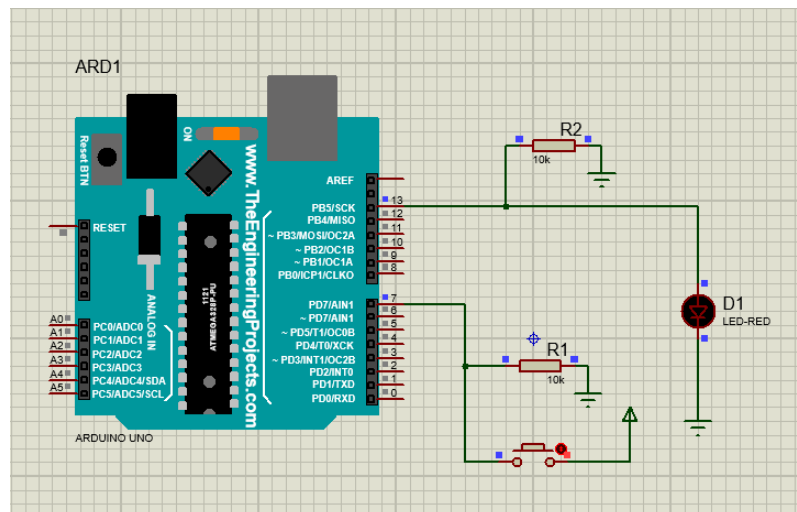 ARD1
Reset BTN
ON
www.TheEngineeringProjects.com
RESET
ANALOG IN
1121
ATMEGA328P-PU
AREF
PB5/SCK 13
PB4/MISO 12
~ PB3/MOSI/OC2A 11
~ PB2/OC1B 10
~ PB1/OC1A 9
PB0/ICP1/CLKO 8
PD7/AIN1 7
~ PD7/AIN1 6
~ PD5/T1/OC0B 5
PD4/T0/XCK 4
~ PD3/INT1/OC2B 3
PD2/INT0 2
PD1/TXD 1
PD0/RXD 0
A0 PC0/ADC0
A1 PC1/ADC1
A2 PC2/ADC2
A3 PC3/ADC3
A4 PC4/ADC4/SDA
A5 PC5/ADC5/SCL
ARDUINO UNO
R2
10k
D1
LED-RED
R1
10k